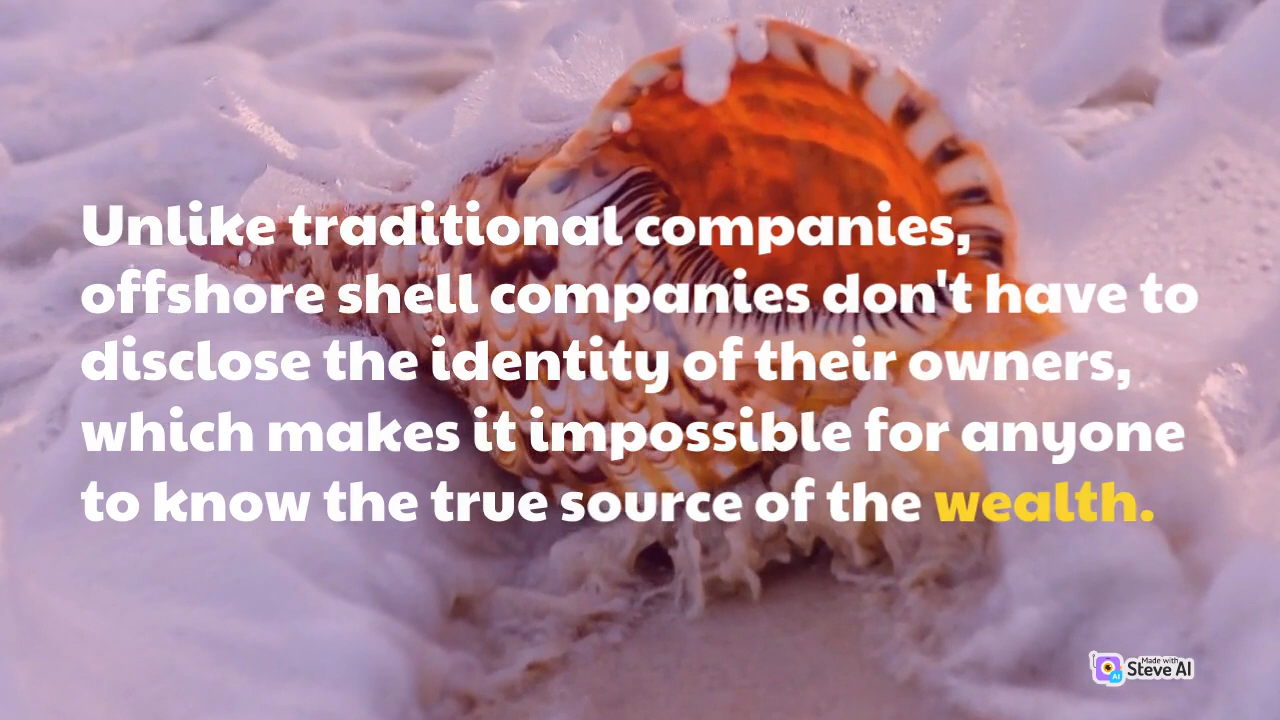 Unlike traditional companies,
offshore shell companies don't have to
disclose the identity of their owners,
which makes it impossible for anyone
to know the true source of the wealth.
Made with
Steve AI
AI